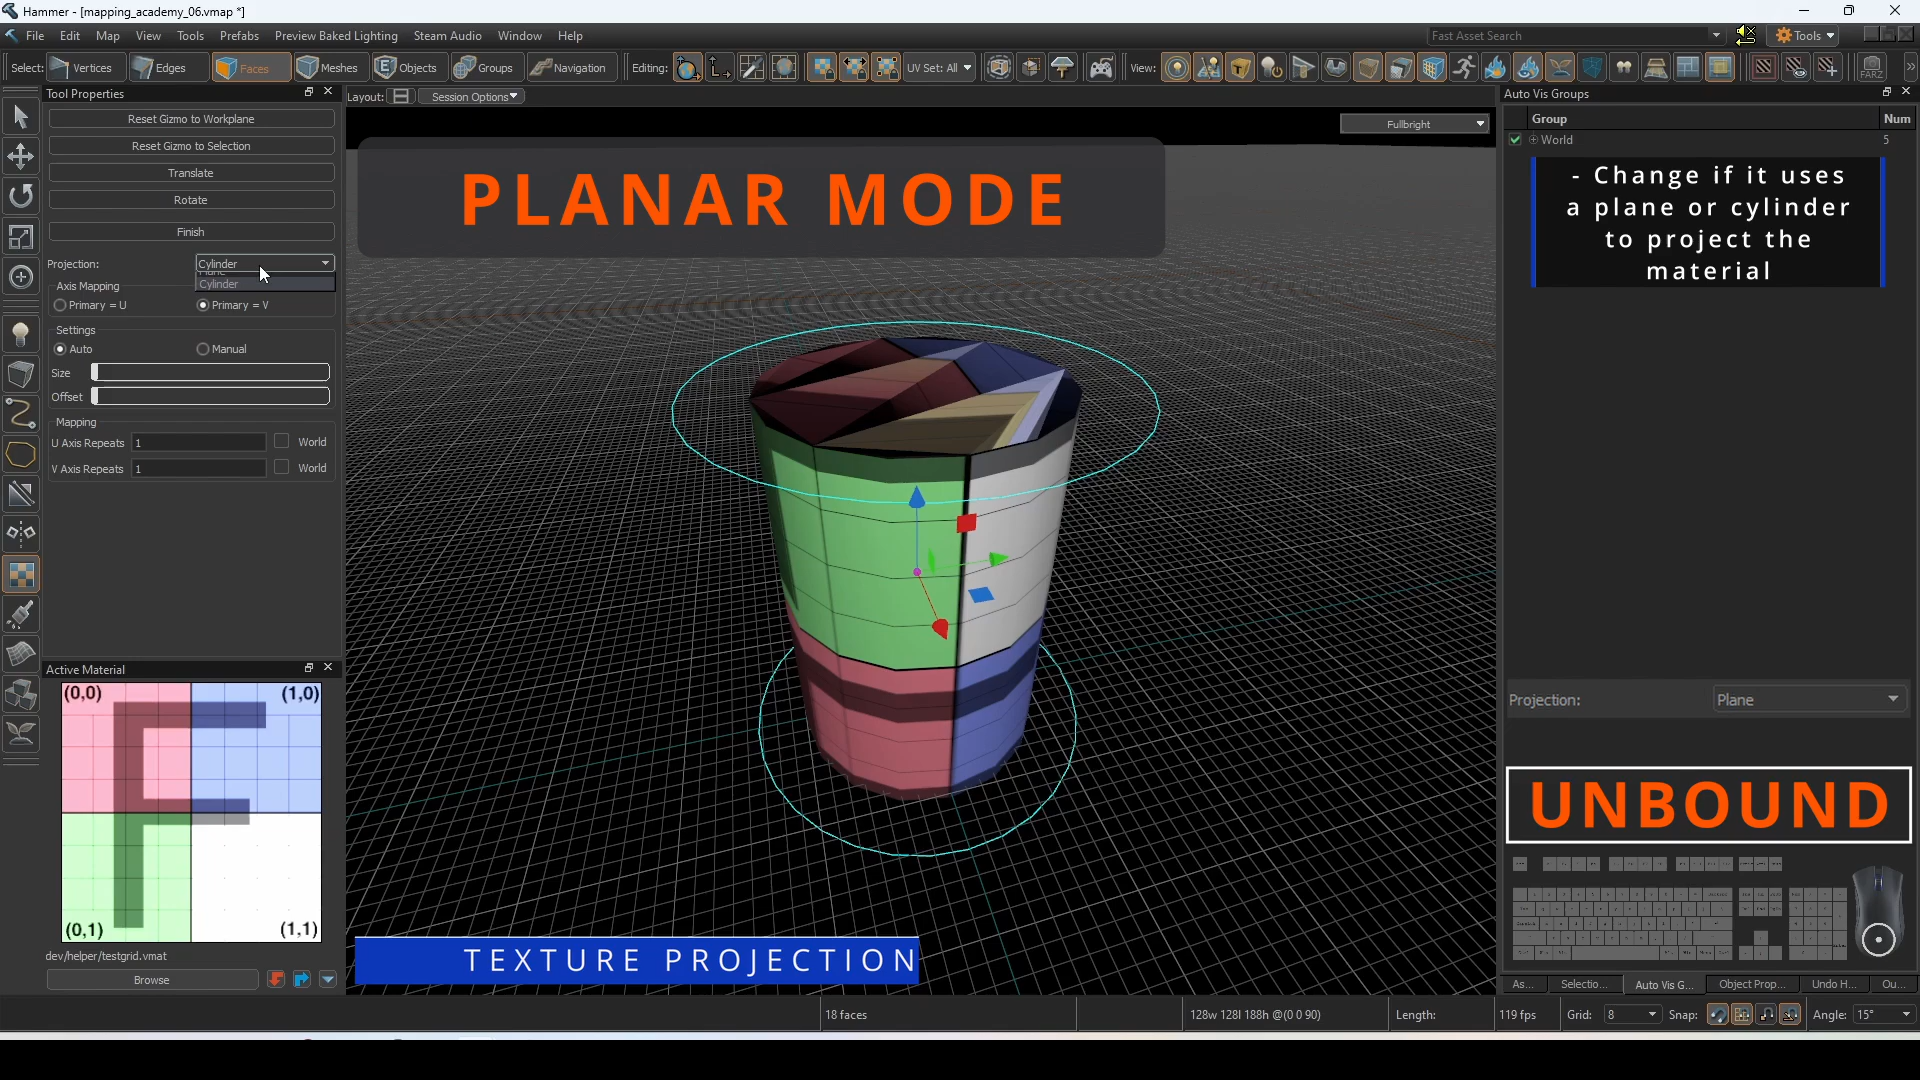 Hammer - [mapping_academy_06.vmap *]
File Edit Map View Tools Prefabs Preview Baked Lighting Steam Audio Window Help
Fast Asset Search
Tools
Select: Vertices Edges Faces Meshes Objects Groups Navigation Editing: UV Set: All View:
FARZ
Tool Properties
Layout: Session Options
Auto Vis Groups
Reset Gizmo to Workplane
Reset Gizmo to Selection
Translate
Rotate
Finish
Projection: Cylinder
Plane
Cylinder
Axis Mapping
Primary = U Primary = V
Settings
Auto Manual
Size
Offset
Mapping
U Axis Repeats 1 World
V Axis Repeats 1 World
Fullbright
PLANAR MODE
Group Num
World 5
- Change if it uses
a plane or cylinder
to project the
material
Projection: Plane
UNBOUND
Active Material
(0,0) (1,0)
(0,1) (1,1)
dev/helper/testgrid.vmat
Browse
TEXTURE PROJECTION
As... Selectio... Auto Vis G... Object Prop... Undo H... Ou...
18 faces 128w 128l 188h @(0 0 90) Length: 119 fps Grid: 8 Snap: Angle: 15°